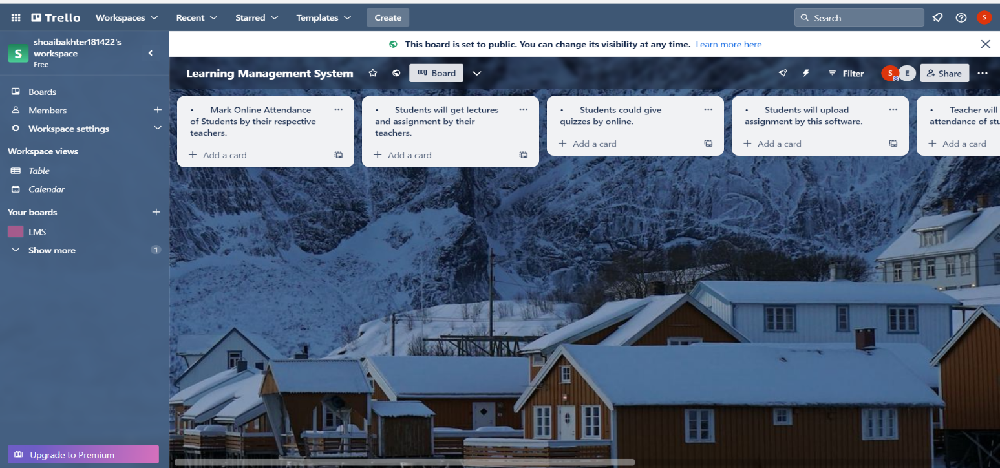 Trello
Workspaces
Recent
Starred
Templates
Create
Search
S
S
shoaibakhter181422's
workspace
Free
Boards
Members
Workspace settings
Workspace views
Table
Calendar
Your boards
LMS
Show more
1
Upgrade to Premium
This board is set to public. You can change its visibility at any time. Learn more here
Learning Management System
Board
Filter
S
E
Share
• Mark Online Attendance
of Students by their respective
teachers.
Add a card
• Students will get lectures
and assignment by their
teachers.
Add a card
• Students could give
quizzes by online.
Add a card
• Students will upload
assignment by this software.
Add a card
• Teacher will
attendance of stu
Add a card